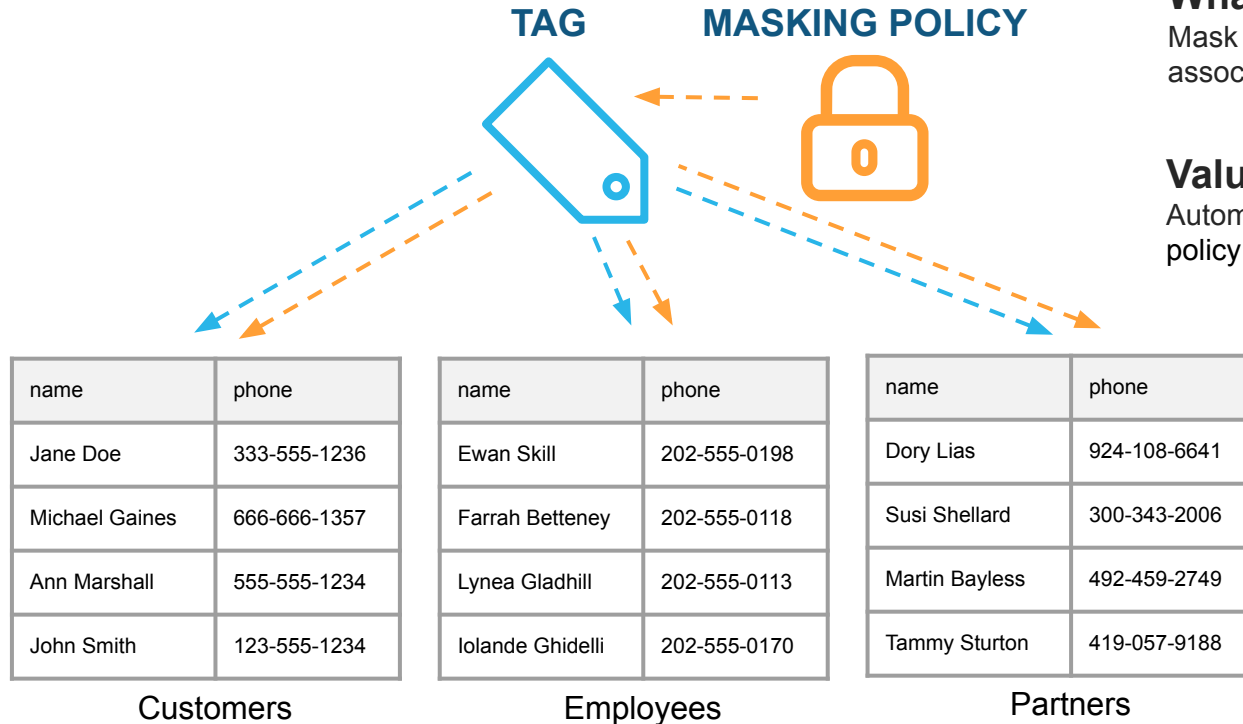 TAG
MASKING POLICY
Mask
Autom
policy
name phone
Jane Doe 333-555-1236
Michael Gaines 666-666-1357
Ann Marshall 555-555-1234
John Smith 123-555-1234
Customers
name phone
Ewan Skill 202-555-0198
Farrah Betteney 202-555-0118
Lynea Gladhill 202-555-0113
Iolande Ghidelli 202-555-0170
Employees
name phone
Dory Lias 924-108-6641
Susi Shellard 300-343-2006
Martin Bayless 492-459-2749
Tammy Sturton 419-057-9188
Partners